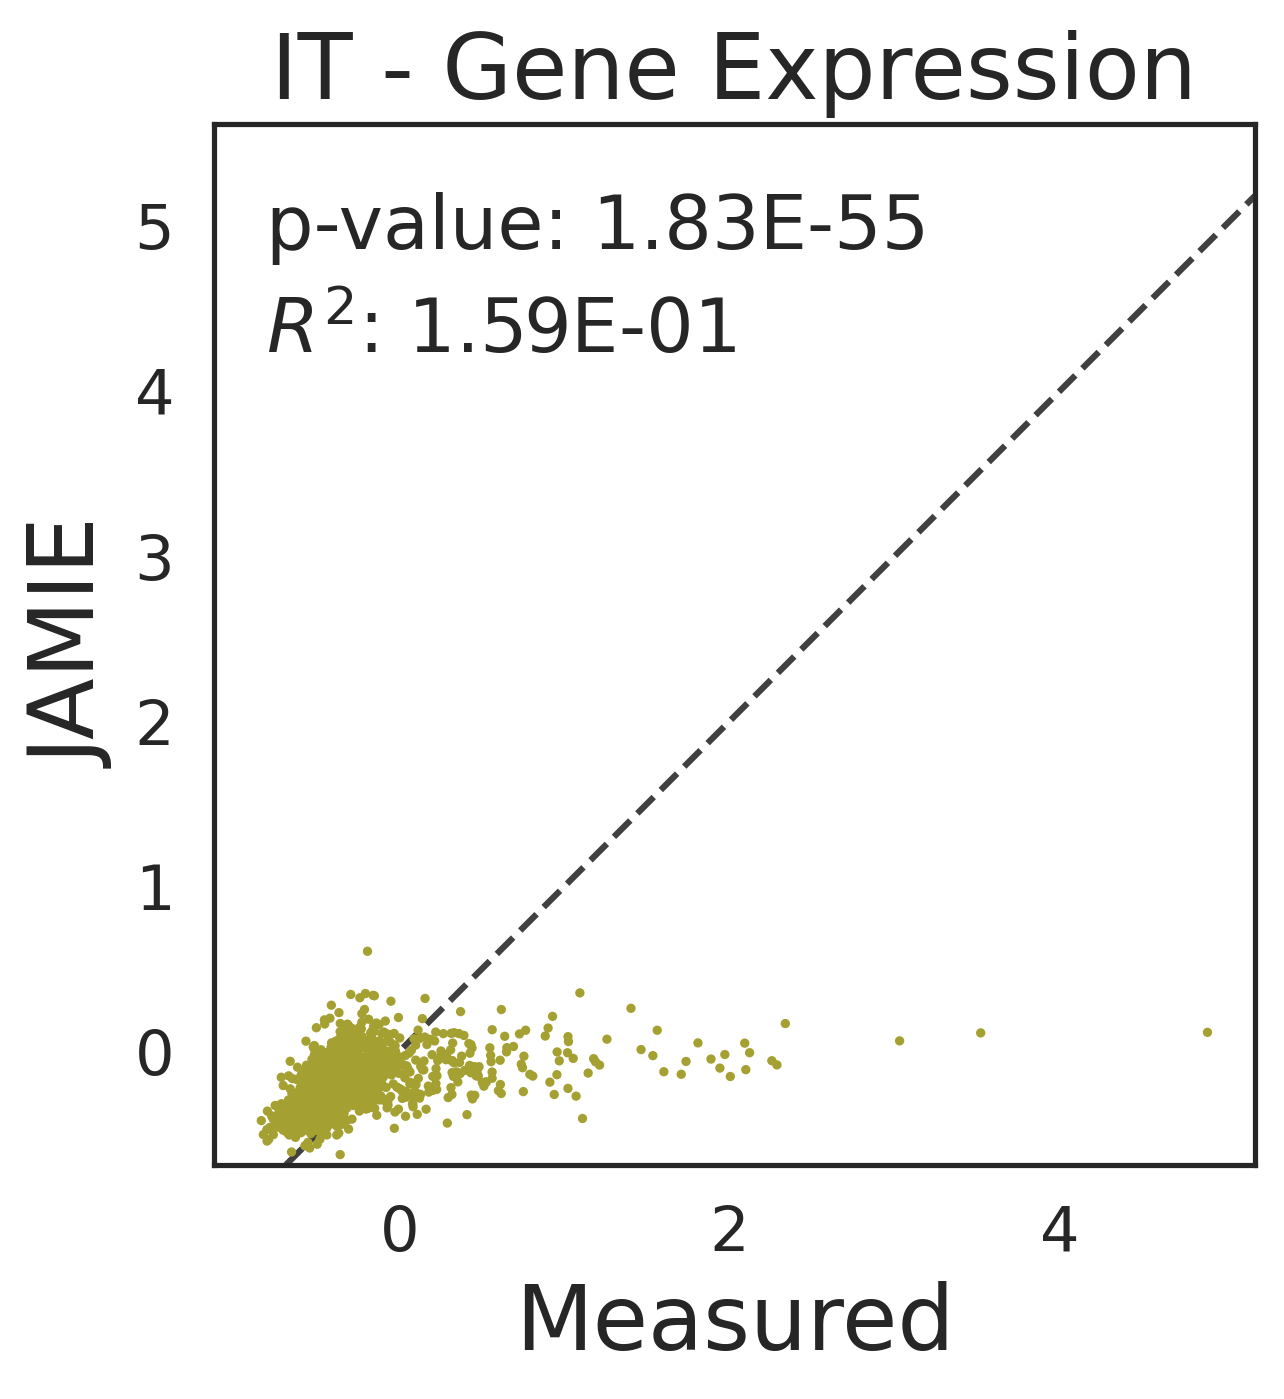 IT - Gene Expression
p-value: 1.83E-55
R²: 1.59E-01
5
4
3
2
1
0
JAMIE
0 2 4
Measured